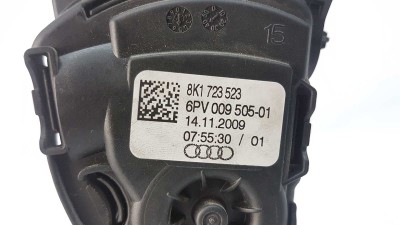 15
8K1 723 523
6PV 009 505-01
14.11.2009
07:55:30 / 01